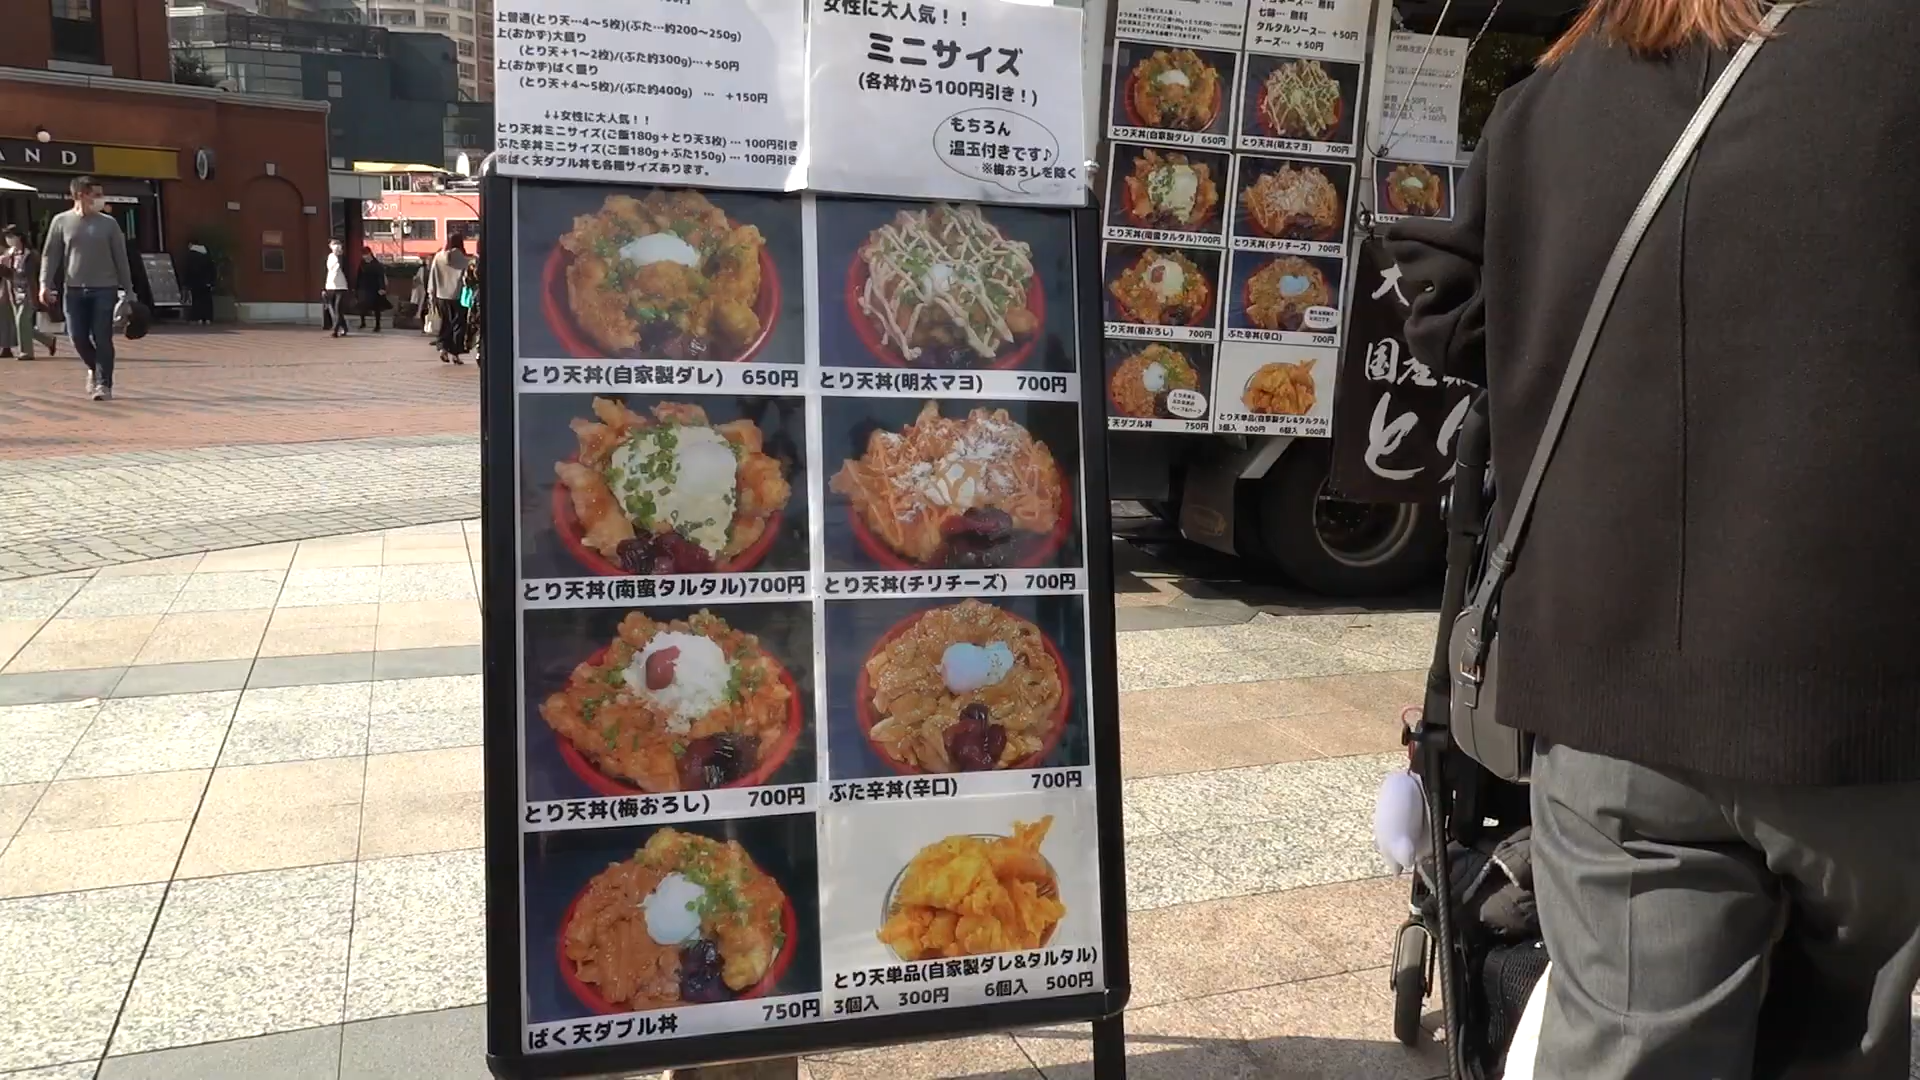 上普通(とり天…4〜5枚)(ぶた…約200〜250g)
上(おかず)大盛り
(とり天+1〜2枚)/(ぶた約300g)…+50円
上(おかず)ばく盛り
(とり天+4〜5枚)/(ぶた約400g) … +150円
↓↓女性に大人気!!
とり天丼ミニサイズ(ご飯180g+とり天3枚) … 100円引き
ぶた辛丼ミニサイズ(ご飯180g+ぶた150g) … 100円引き
※ばく天ダブル丼も各種サイズあります。
女性に大人気!!
ミニサイズ
(各丼から100円引き!)
もちろん
温玉付きです♪
※梅おろしを除く
とり天丼(自家製ダレ) 650円
とり天丼(明太マヨ) 700円
とり天丼(南蛮タルタル)700円
とり天丼(チリチーズ) 700円
とり天丼(梅おろし) 700円
ぶた辛丼(辛口) 700円
ばく天ダブル丼 750円
とり天単品(自家製ダレ&タルタル)
3個入 300円 6個入 500円
七味… 無料
タルタルソース… +50円
チーズ… +50円
とり天丼(自家製ダレ) 650円
とり天丼(明太マヨ) 700円
とり天丼(南蛮タルタル)700円
とり天丼(チリチーズ) 700円
とり天丼(梅おろし) 700円
ぶた辛丼(辛口) 700円
天ダブル丼 750円
とり天単品(自家製ダレ&タルタル)
3個入 300円 6個入 500円
大
国産
とり
AND